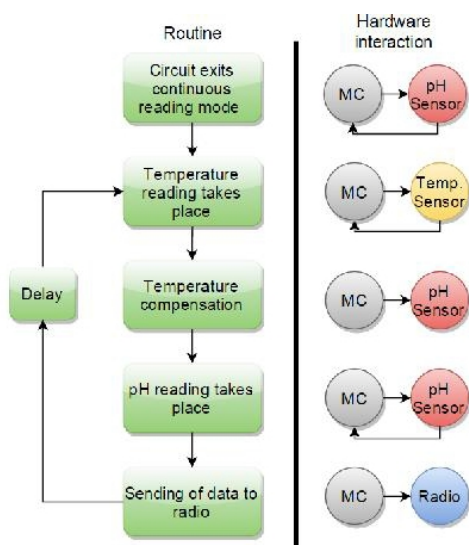 Routine
Hardware
interaction
Circuit exits
continuous
reading mode
MC
pH
Sensor
Temperature
reading takes
place
MC
Temp.
Sensor
Delay
Temperature
compensation
MC
pH
Sensor
pH reading takes
place
MC
pH
Sensor
Sending of data to
radio
MC
Radio